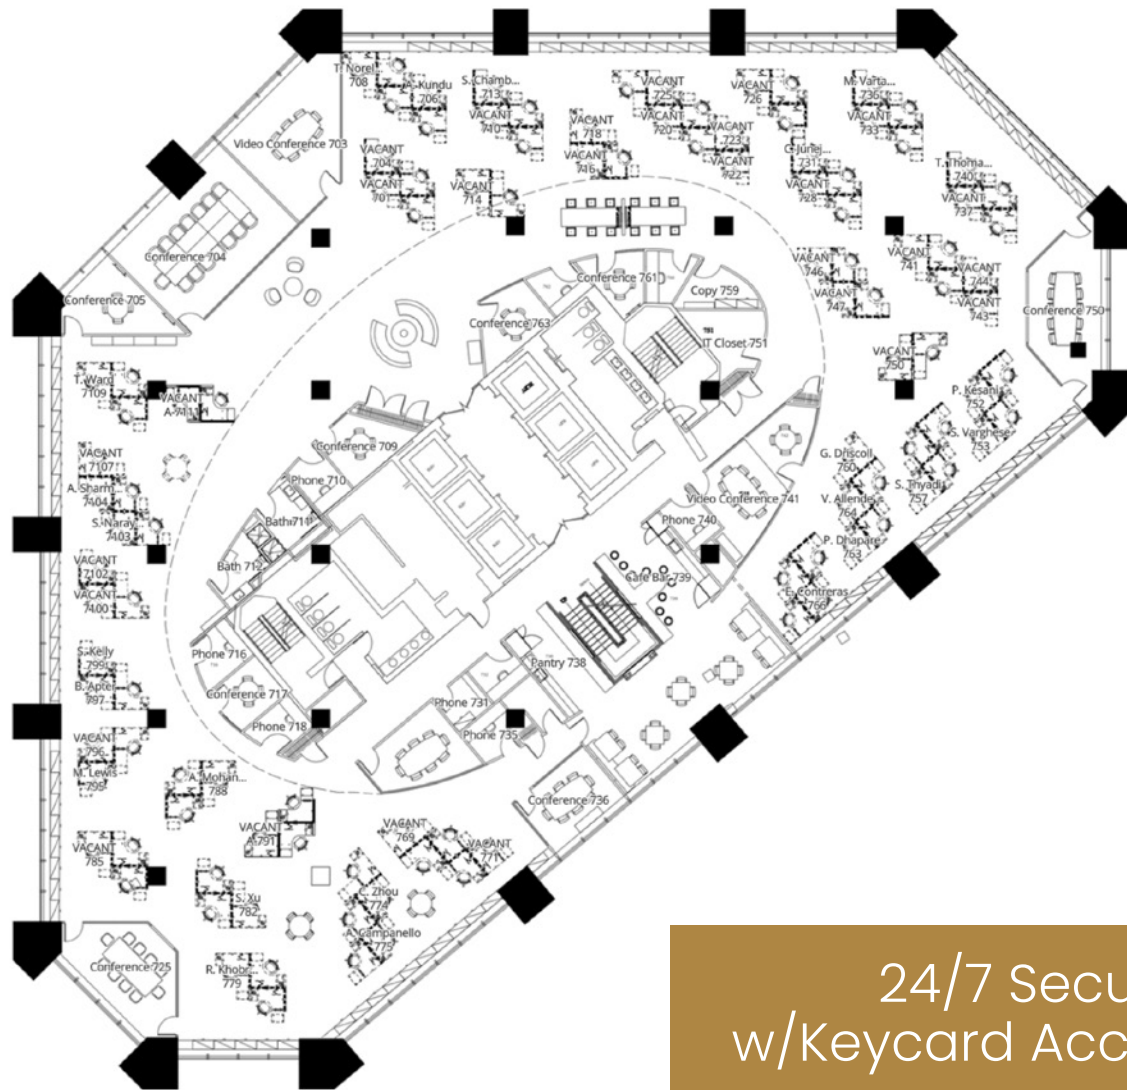 T. Norel...
708
A. Kundu
706
S. Chamb...
713
VACANT
710
VACANT
718
VACANT
716
VACANT
725
VACANT
720
VACANT
723
VACANT
722
VACANT
726
M. Varta...
736
VACANT
733
C. Junej...
731
VACANT
728
T. Thoma...
740
VACANT
737
Video Conference 703
VACANT
704
VACANT
701
VACANT
714
Conference 704
Conference 705
VACANT
746
VACANT
747
VACANT
741
VACANT
744
VACANT
743
Conference 750
Conference 761
Copy 759
Conference 763
IT Closet 751
VACANT
750
T. Ward
7109
VACANT
A-7111
P. Kesani
752
S. Varghese
753
Conference 709
G. Driscoll
760
S. Thyadi
757
V. Allende
764
P. Dhapare
763
VACANT
7107
A. Sharm...
7104
S. Naray...
7103
Phone 710
Bath 711
Bath 712
Video Conference 741
Phone 740
Cafe Bar 739
E. Contreras
766
VACANT
7102
VACANT
7100
S. Kelly
799
B. Apter
797
Phone 716
Conference 717
Phone 718
Pantry 738
Phone 731
Phone 735
VACANT
796
M. Lewis
795
A. Mohan...
788
VACANT
A-791
VACANT
785
Conference 736
VACANT
769
VACANT
771
S. Xu
782
C. Zhou
774
A. Campanello
775
Conference 725
R. Khobr...
779
24/7 Secu
w/Keycard Acc